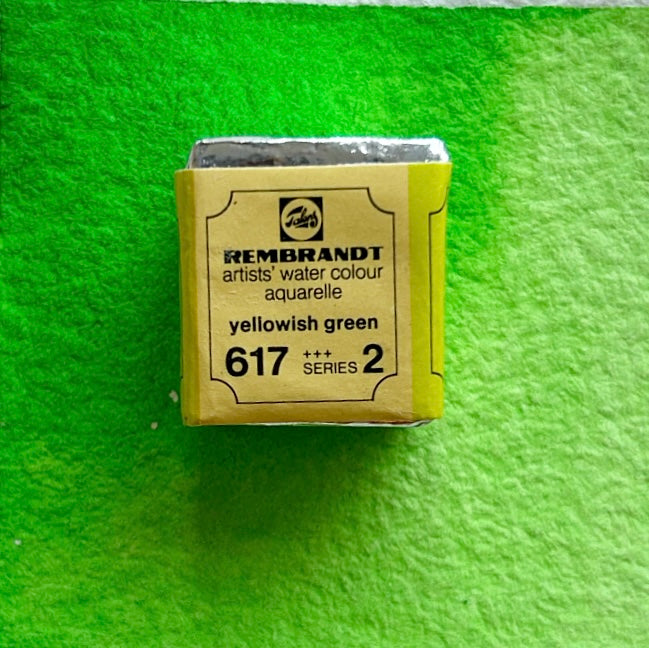 Talens
REMBRANDT
artists' water colour
aquarelle
yellowish green
617 +++ SERIES 2